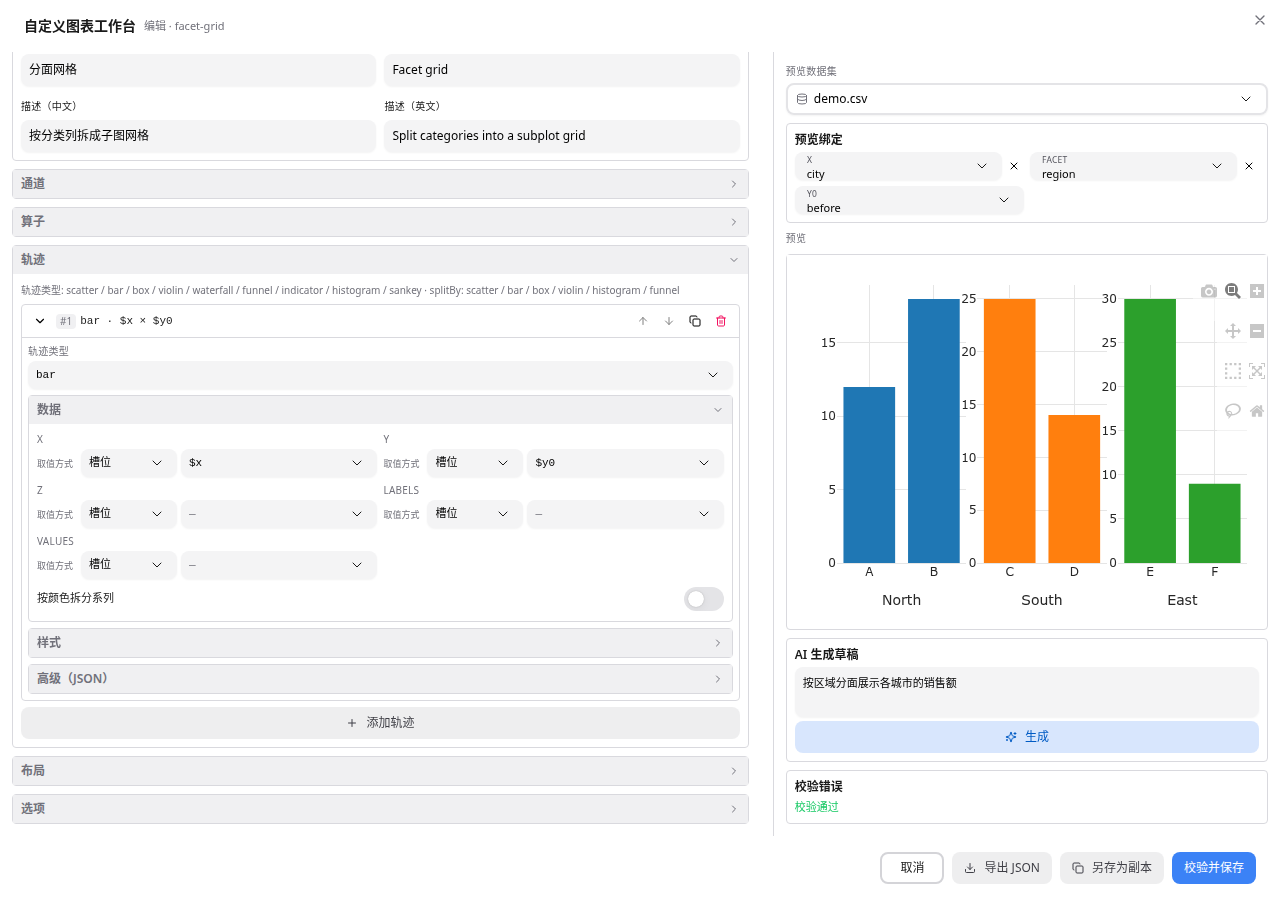 自定义图表工作台 编辑 · facet-grid
分面网格 Facet grid
描述（中文） 描述（英文）
按分类列拆成子图网格 Split categories into a subplot grid
通道
算子
轨迹
轨迹类型: scatter / bar / box / violin / waterfall / funnel / indicator / histogram / sankey · splitBy: scatter / bar / box / violin / histogram / funnel
#1 bar · $x × $y0
轨迹类型
bar
数据
X Y
取值方式 槽位 $x 取值方式 槽位 $y0
Z LABELS
取值方式 槽位 — 取值方式 槽位 —
VALUES
取值方式 槽位 —
按颜色拆分系列
样式
高级（JSON）
添加轨迹
布局
选项
预览数据集
demo.csv
预览绑定
X FACET
city region
Y0
before
预览
15 10 5 0
25 20 15 10 5 0
30 25 20 15 10 5 0
A B C D E F
North South East
AI 生成草稿
按区域分面展示各城市的销售额
生成
校验错误
校验通过
取消 导出 JSON 另存为副本 校验并保存